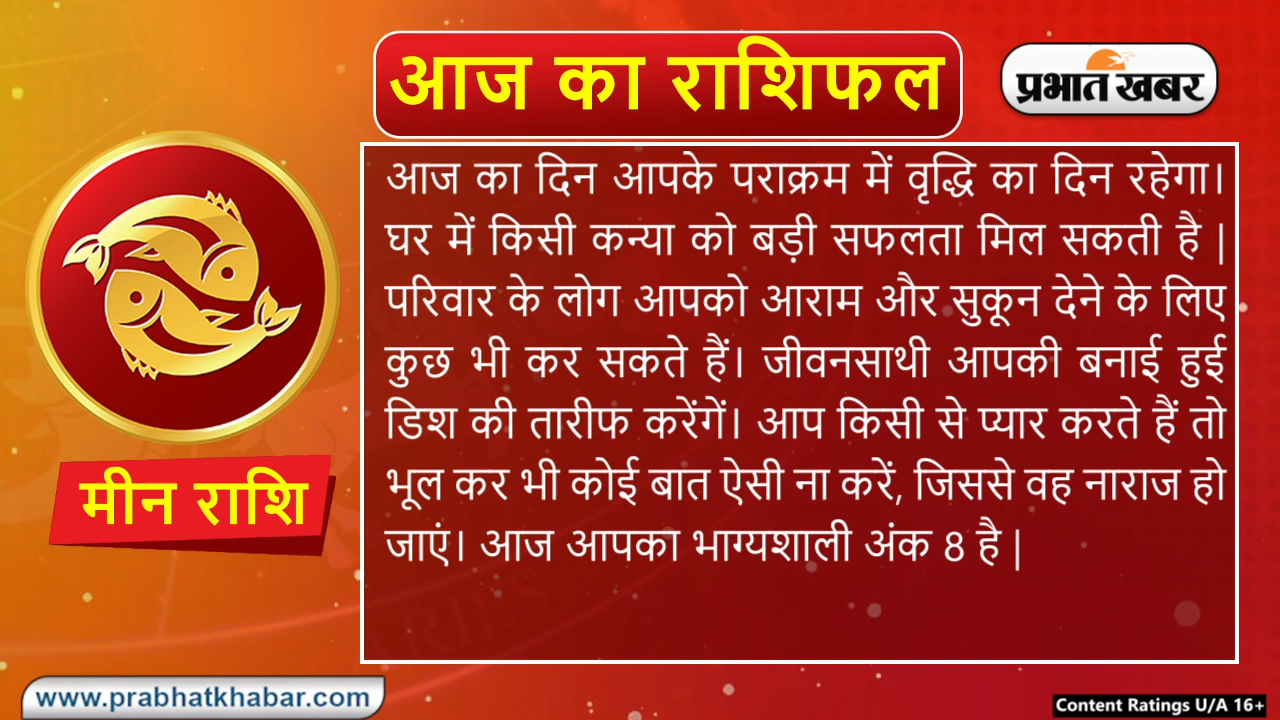 आज का राशिफल
प्रभात खबर
आज का दिन आपके पराक्रम में वृद्धि का दिन रहेगा।
घर में किसी कन्या को बड़ी सफलता मिल सकती है |
परिवार के लोग आपको आराम और सुकून देने के लिए
कुछ भी कर सकते हैं। जीवनसाथी आपकी बनाई हुई
डिश की तारीफ करेंगें। आप किसी से प्यार करते हैं तो
भूल कर भी कोई बात ऐसी ना करें, जिससे वह नाराज हो
जाएं। आज आपका भाग्यशाली अंक 8 है |
मीन राशि
www.prabhatkhabar.com
Content Ratings U/A 16+